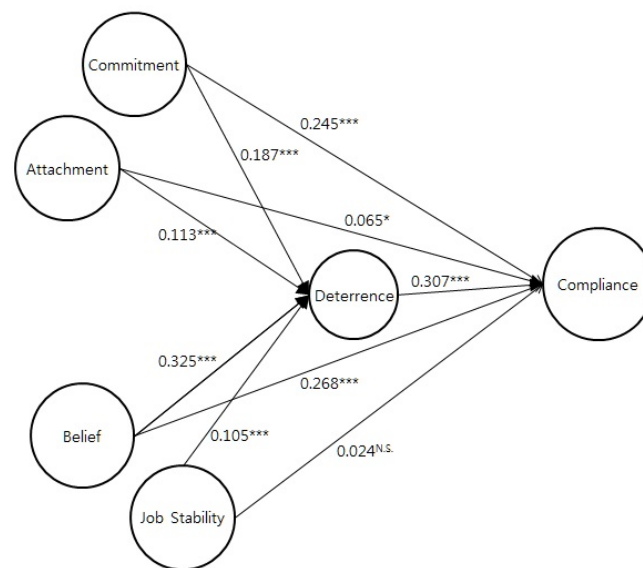 Commitment
0.245***
0.187***
Attachment
0.065*
0.113***
Deterrence
0.307***
Compliance
0.325***
0.268***
Belief
0.105***
0.024N.S.
Job Stability